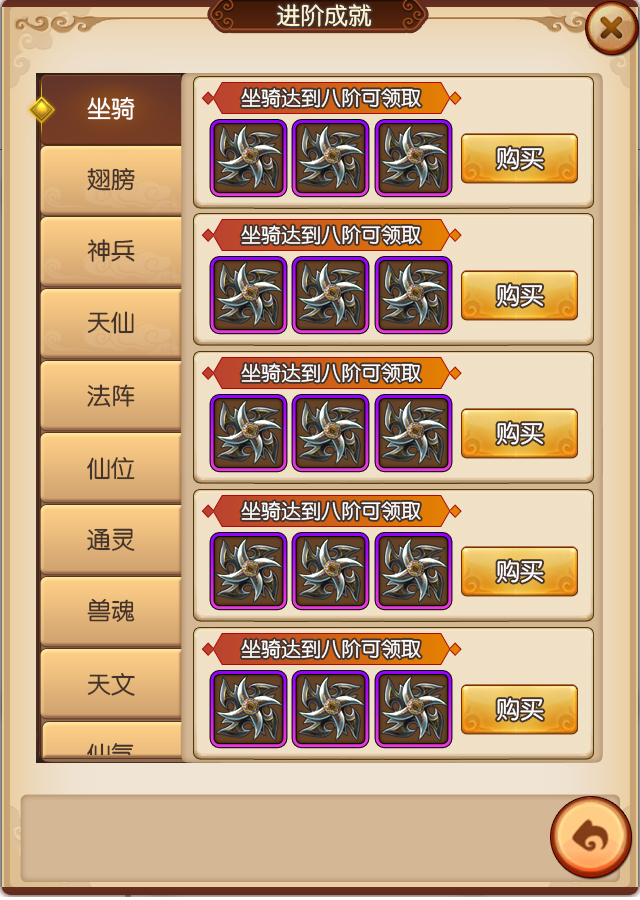 进阶成就
坐骑
翅膀
神兵
天仙
法阵
仙位
通灵
兽魂
天文
仙气
坐骑达到八阶可领取
购买
坐骑达到八阶可领取
购买
坐骑达到八阶可领取
购买
坐骑达到八阶可领取
购买
坐骑达到八阶可领取
购买